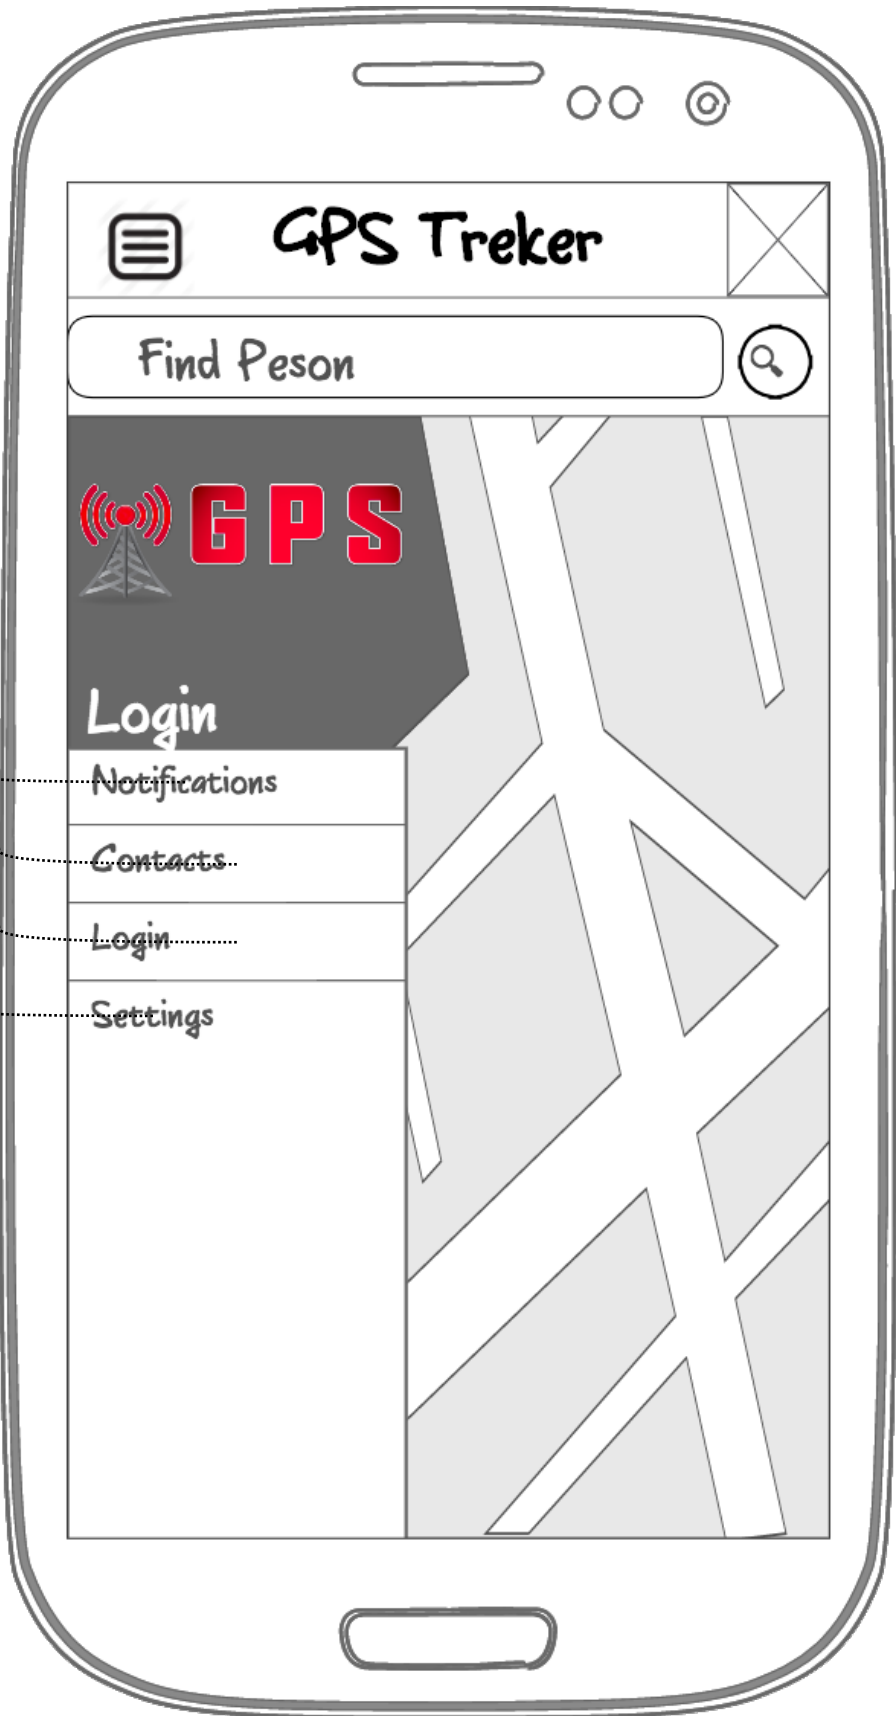 GPS Treker
Find Peson
GPS
Login
Notifications
Contacts
Login
Settings